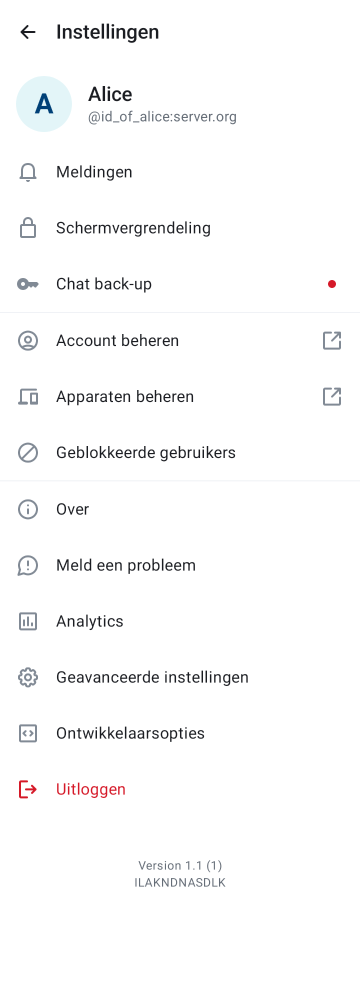 Instellingen
A
Alice
@id_of_alice:server.org
Meldingen
Schermvergrendeling
Chat back-up
Account beheren
Apparaten beheren
Geblokkeerde gebruikers
Over
Meld een probleem
Analytics
Geavanceerde instellingen
Ontwikkelaarsopties
Uitloggen
Version 1.1 (1)
ILAKNDNASDLK